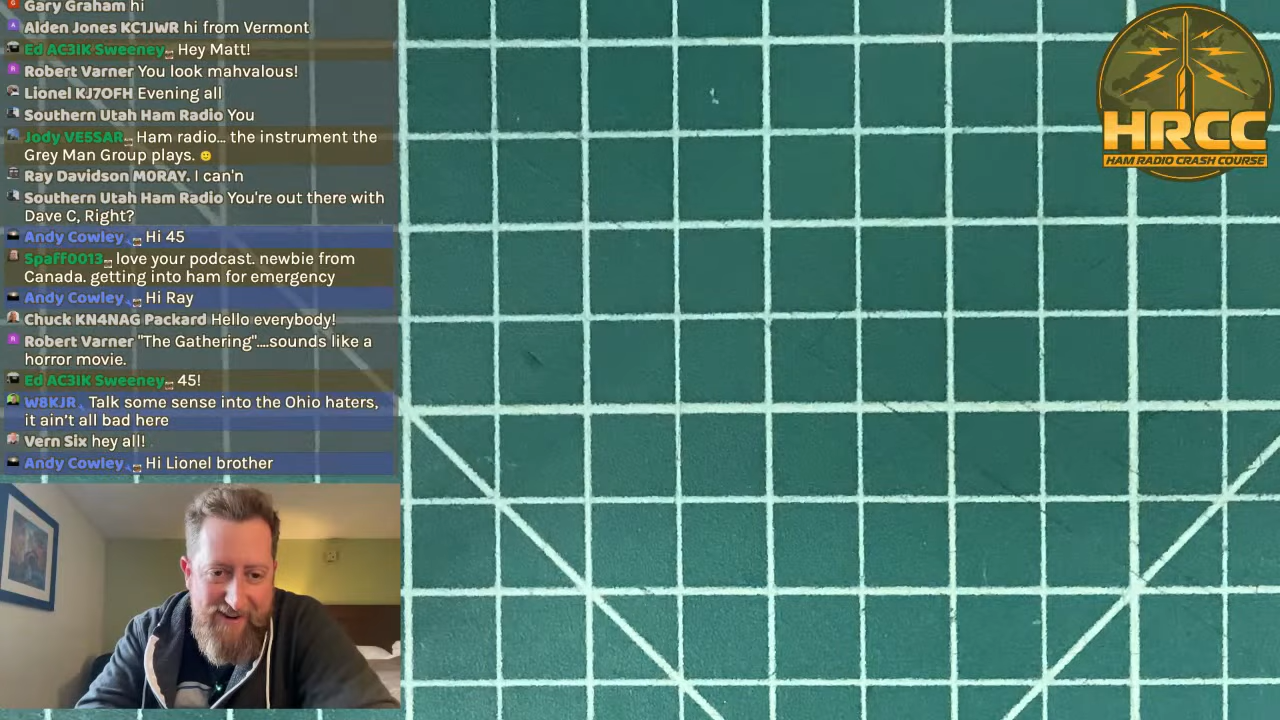 Gary Graham hi
Alden Jones KC1JWR hi from Vermont
Ed AC3IK Sweeney Hey Matt!
Robert Varner You look mahvalous!
Lionel KJ7OFH Evening all
Southern Utah Ham Radio You
Jody VE5SAR Ham radio... the instrument the
Grey Man Group plays.
Ray Davidson M0RAY. I can'n
Southern Utah Ham Radio You're out there with
Dave C, Right?
Andy Cowley Hi 45
Spaff0013 love your podcast. newbie from
Canada. getting into ham for emergency
Andy Cowley Hi Ray
Chuck KN4NAG Packard Hello everybody!
Robert Varner "The Gathering"....sounds like a
horror movie.
Ed AC3IK Sweeney 45!
W8KJR Talk some sense into the Ohio haters,
it ain't all bad here
Vern Six hey all!
Andy Cowley Hi Lionel brother
HRCC
HAM RADIO CRASH COURSE